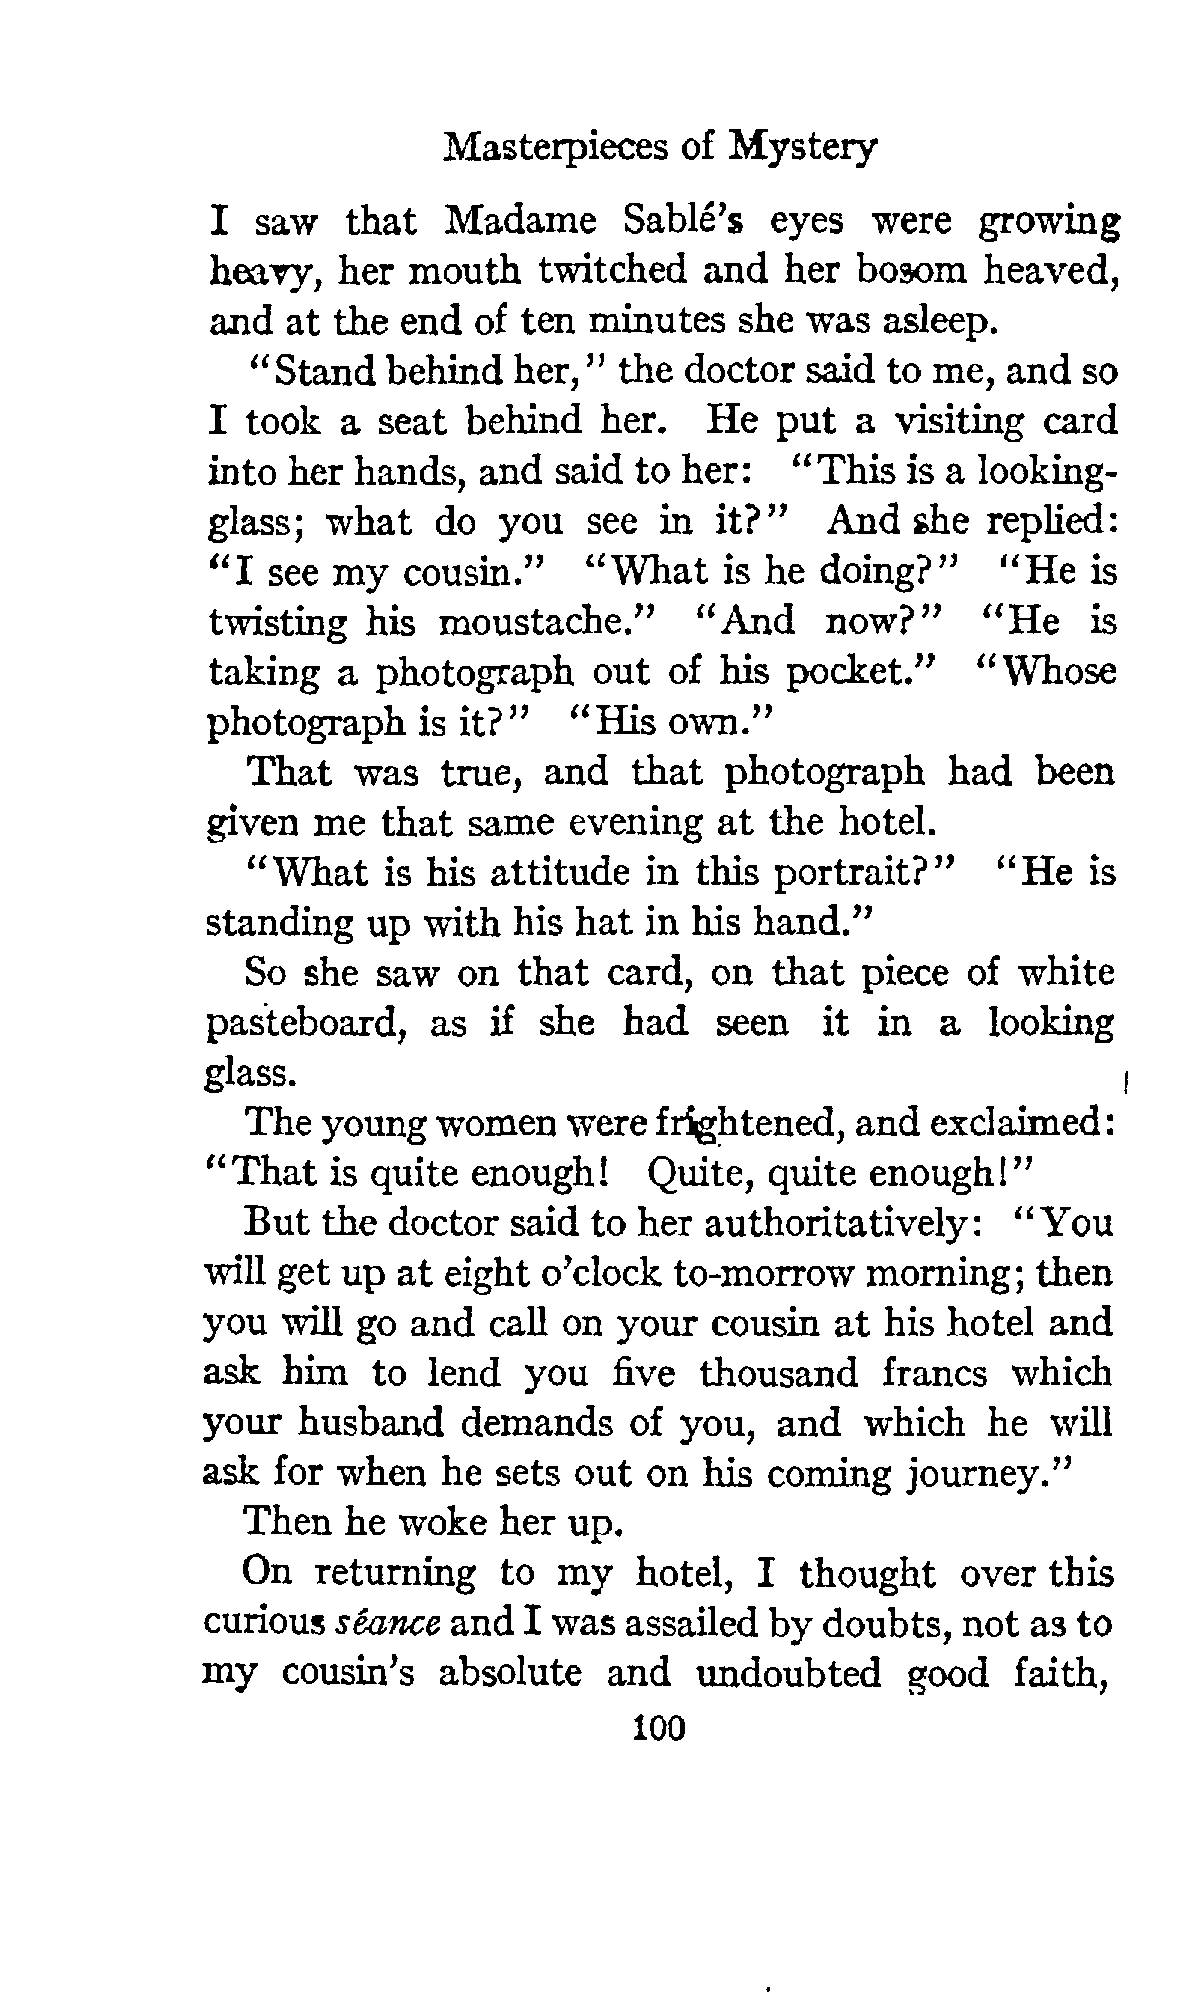 Masterpieces of Mystery
I saw that Madame Sablé's eyes were growing
heavy, her mouth twitched and her bosom heaved,
and at the end of ten minutes she was asleep.
"Stand behind her," the doctor said to me, and so
I took a seat behind her. He put a visiting card
into her hands, and said to her: "This is a looking-
glass; what do you see in it?" And she replied:
"I see my cousin." "What is he doing?" "He is
twisting his moustache." "And now?" "He is
taking a photograph out of his pocket." "Whose
photograph is it?" "His own."
That was true, and that photograph had been
given me that same evening at the hotel.
"What is his attitude in this portrait?" "He is
standing up with his hat in his hand."
So she saw on that card, on that piece of white
pasteboard, as if she had seen it in a looking
glass.
The young women were frightened, and exclaimed:
"That is quite enough! Quite, quite enough!"
But the doctor said to her authoritatively: "You
will get up at eight o'clock to-morrow morning; then
you will go and call on your cousin at his hotel and
ask him to lend you five thousand francs which
your husband demands of you, and which he will
ask for when he sets out on his coming journey."
Then he woke her up.
On returning to my hotel, I thought over this
curious séance and I was assailed by doubts, not as to
my cousin's absolute and undoubted good faith,
100